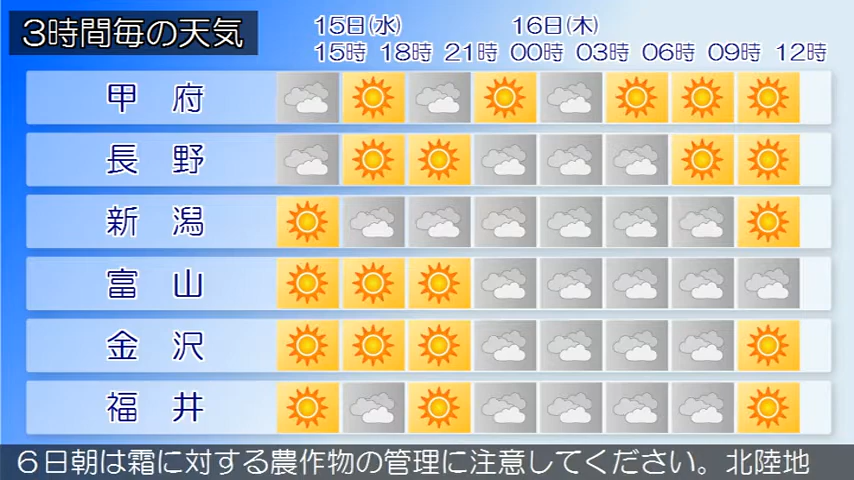 3時間毎の天気
15日(水) 16日(木)
15時 18時 21時 00時 03時 06時 09時 12時
甲府
長野
新潟
富山
金沢
福井
６日朝は霜に対する農作物の管理に注意してください。北陸地